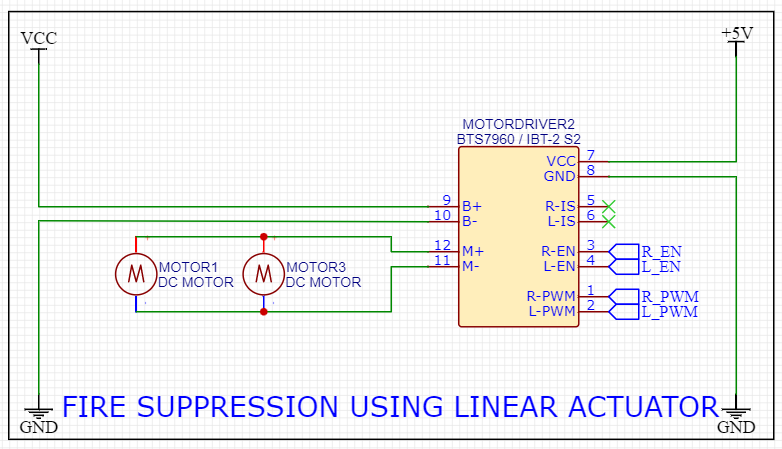 VCC
+5V
MOTORDRIVER2
BTS7960 / IBT-2 S2
VCC 7
GND 8
9 B+
10 B-
R-IS 5
L-IS 6
12 M+
11 M-
R-EN 3 R_EN
L-EN 4 L_EN
MOTOR1
DC MOTOR
MOTOR3
DC MOTOR
M
M
R-PWM 1 R_PWM
L-PWM 2 L_PWM
FIRE SUPPRESSION USING LINEAR ACTUATOR
GND
GND